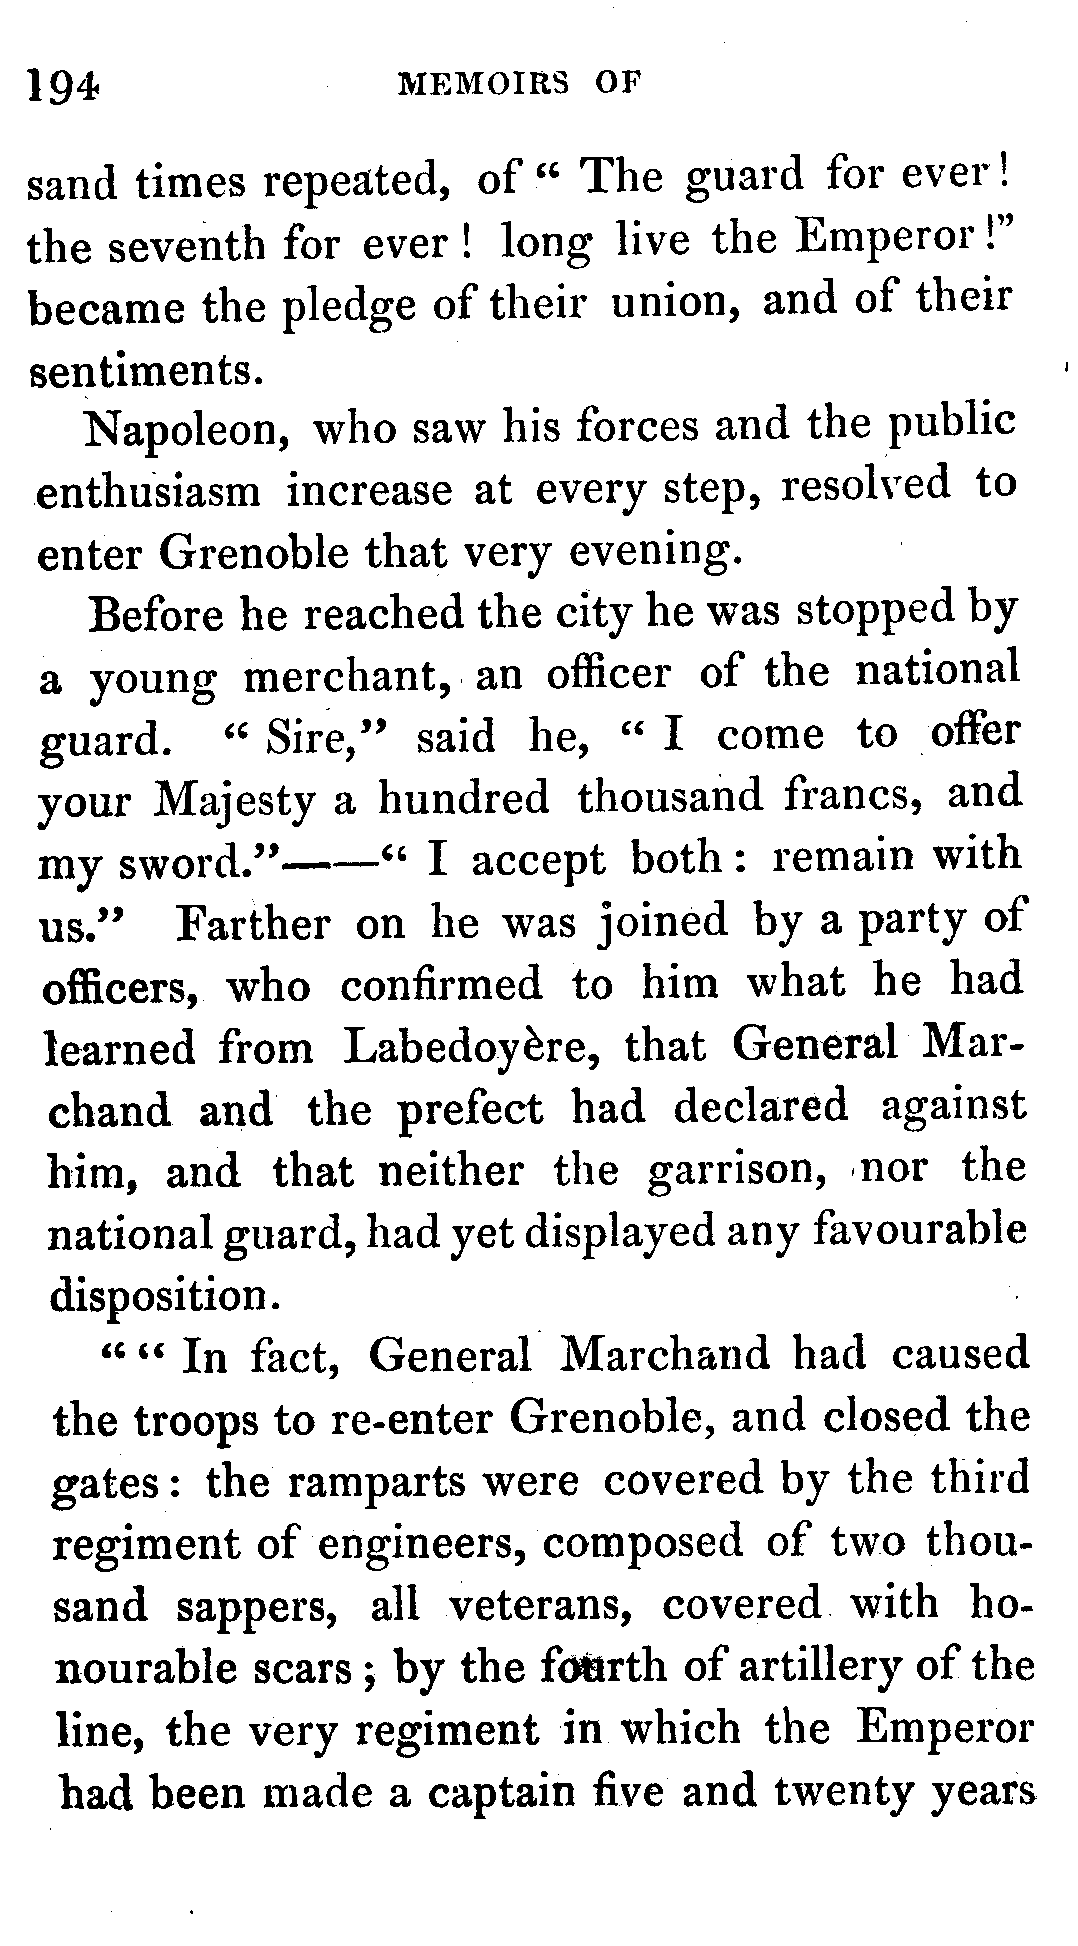 194 MEMOIRS OF
sand times repeated, of “ The guard for ever!
the seventh for ever ! long live the Emperor !”
became the pledge of their union, and of their
sentiments.
Napoleon, who saw his forces and the public
enthusiasm increase at every step, resolved to
enter Grenoble that very evening.
Before he reached the city he was stopped by
a young merchant, an officer of the national
guard. “ Sire,” said he, “ I come to offer
your Majesty a hundred thousand francs, and
my sword.”——“ I accept both : remain with
us.” Farther on he was joined by a party of
officers, who confirmed to him what he had
learned from Labedoyère, that General Mar-
chand and the prefect had declared against
him, and that neither the garrison, nor the
national guard, had yet displayed any favourable
disposition.
“ “ In fact, General Marchand had caused
the troops to re-enter Grenoble, and closed the
gates : the ramparts were covered by the third
regiment of engineers, composed of two thou-
sand sappers, all veterans, covered with ho-
nourable scars ; by the fourth of artillery of the
line, the very regiment in which the Emperor
had been made a captain five and twenty years